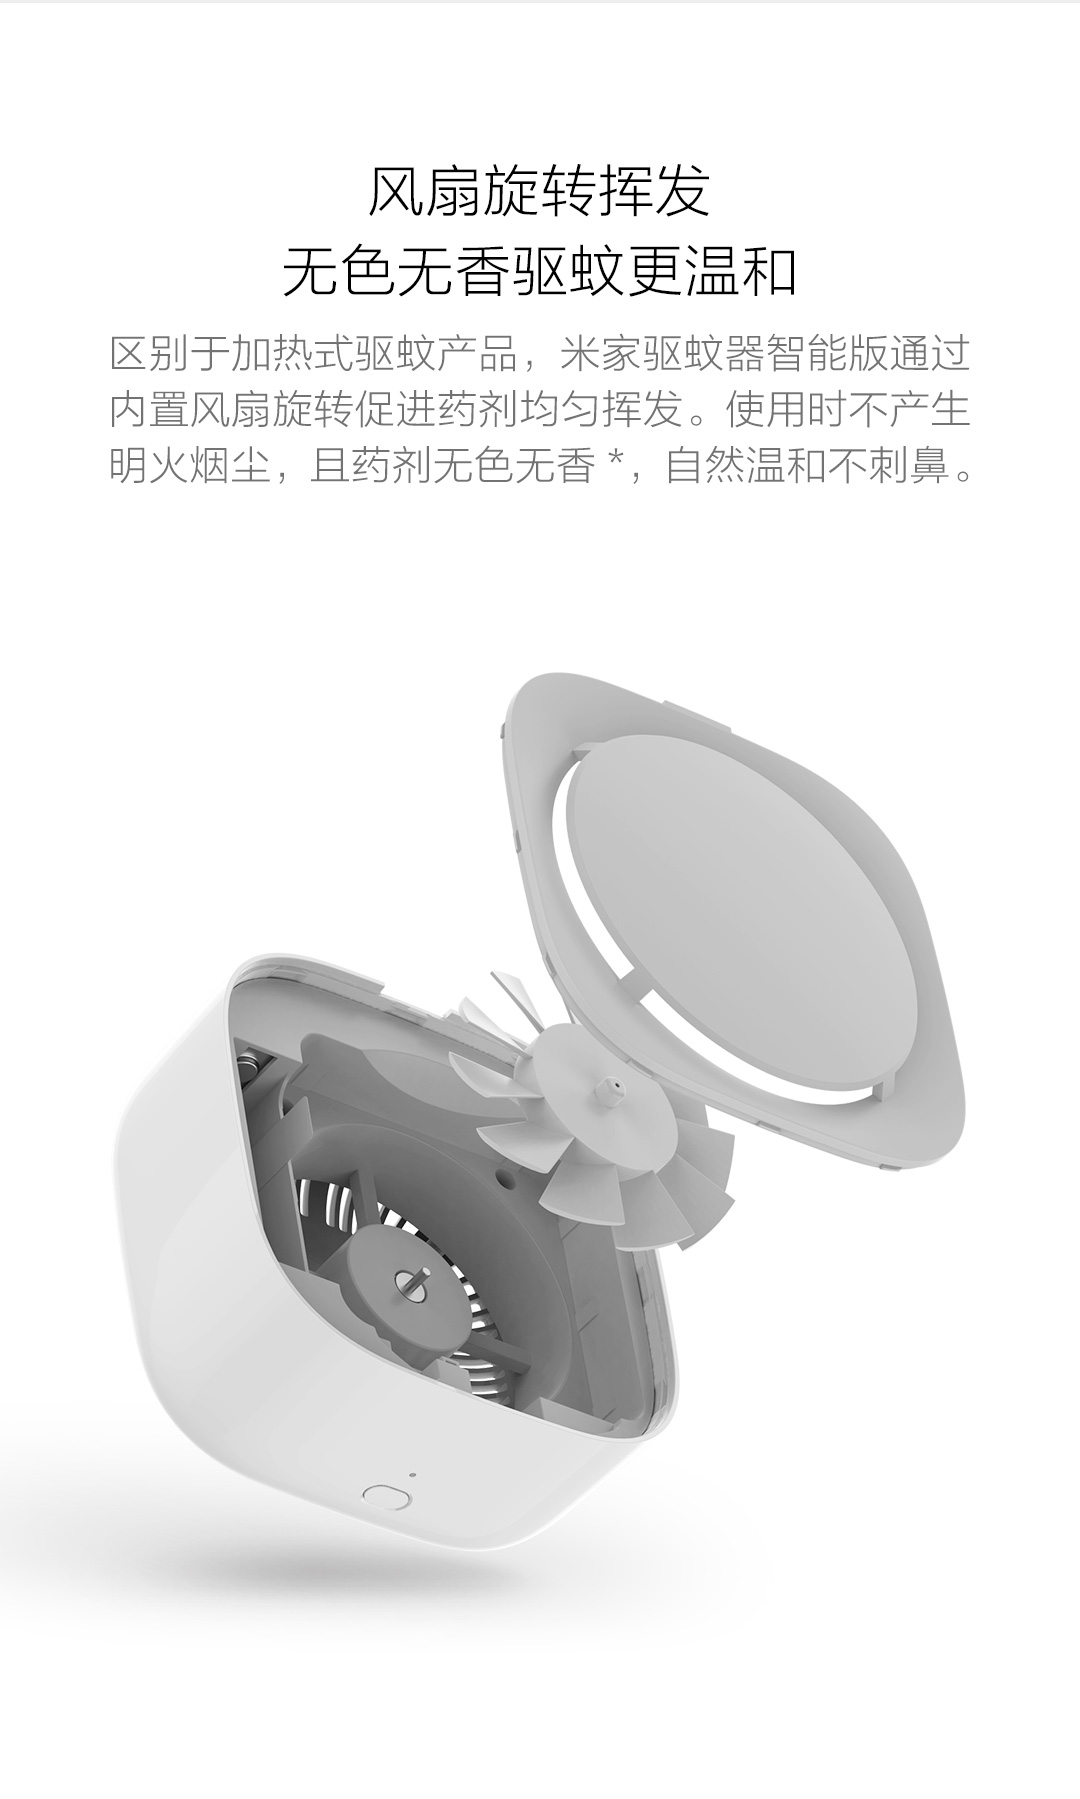 风扇旋转挥发
无色无香驱蚊更温和
区别于加热式驱蚊产品，米家驱蚊器智能版通过
内置风扇旋转促进药剂均匀挥发。使用时不产生
明火烟尘，且药剂无色无香 *，自然温和不刺鼻。